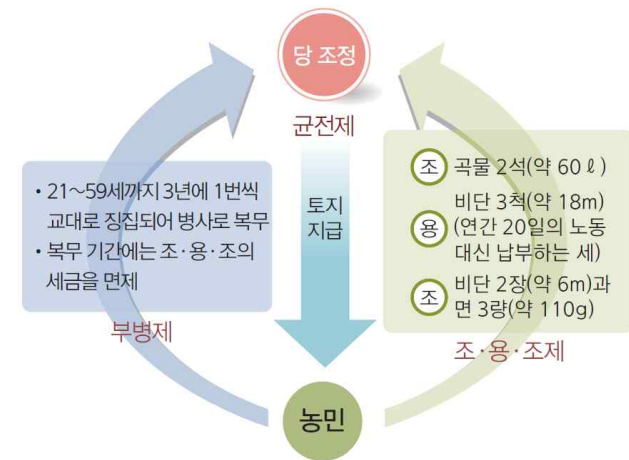 당 조정
균전제
토지
지급
• 21～59세까지 3년에 1번씩
교대로 징집되어 병사로 복무
• 복무 기간에는 조·용·조의
세금을 면제
부병제
조 곡물 2석(약 60ℓ)
용 비단 3척(약 18m)
(연간 20일의 노동
대신 납부하는 세)
조 비단 2장(약 6m)과
면 3량(약 110g)
조·용·조제
농민